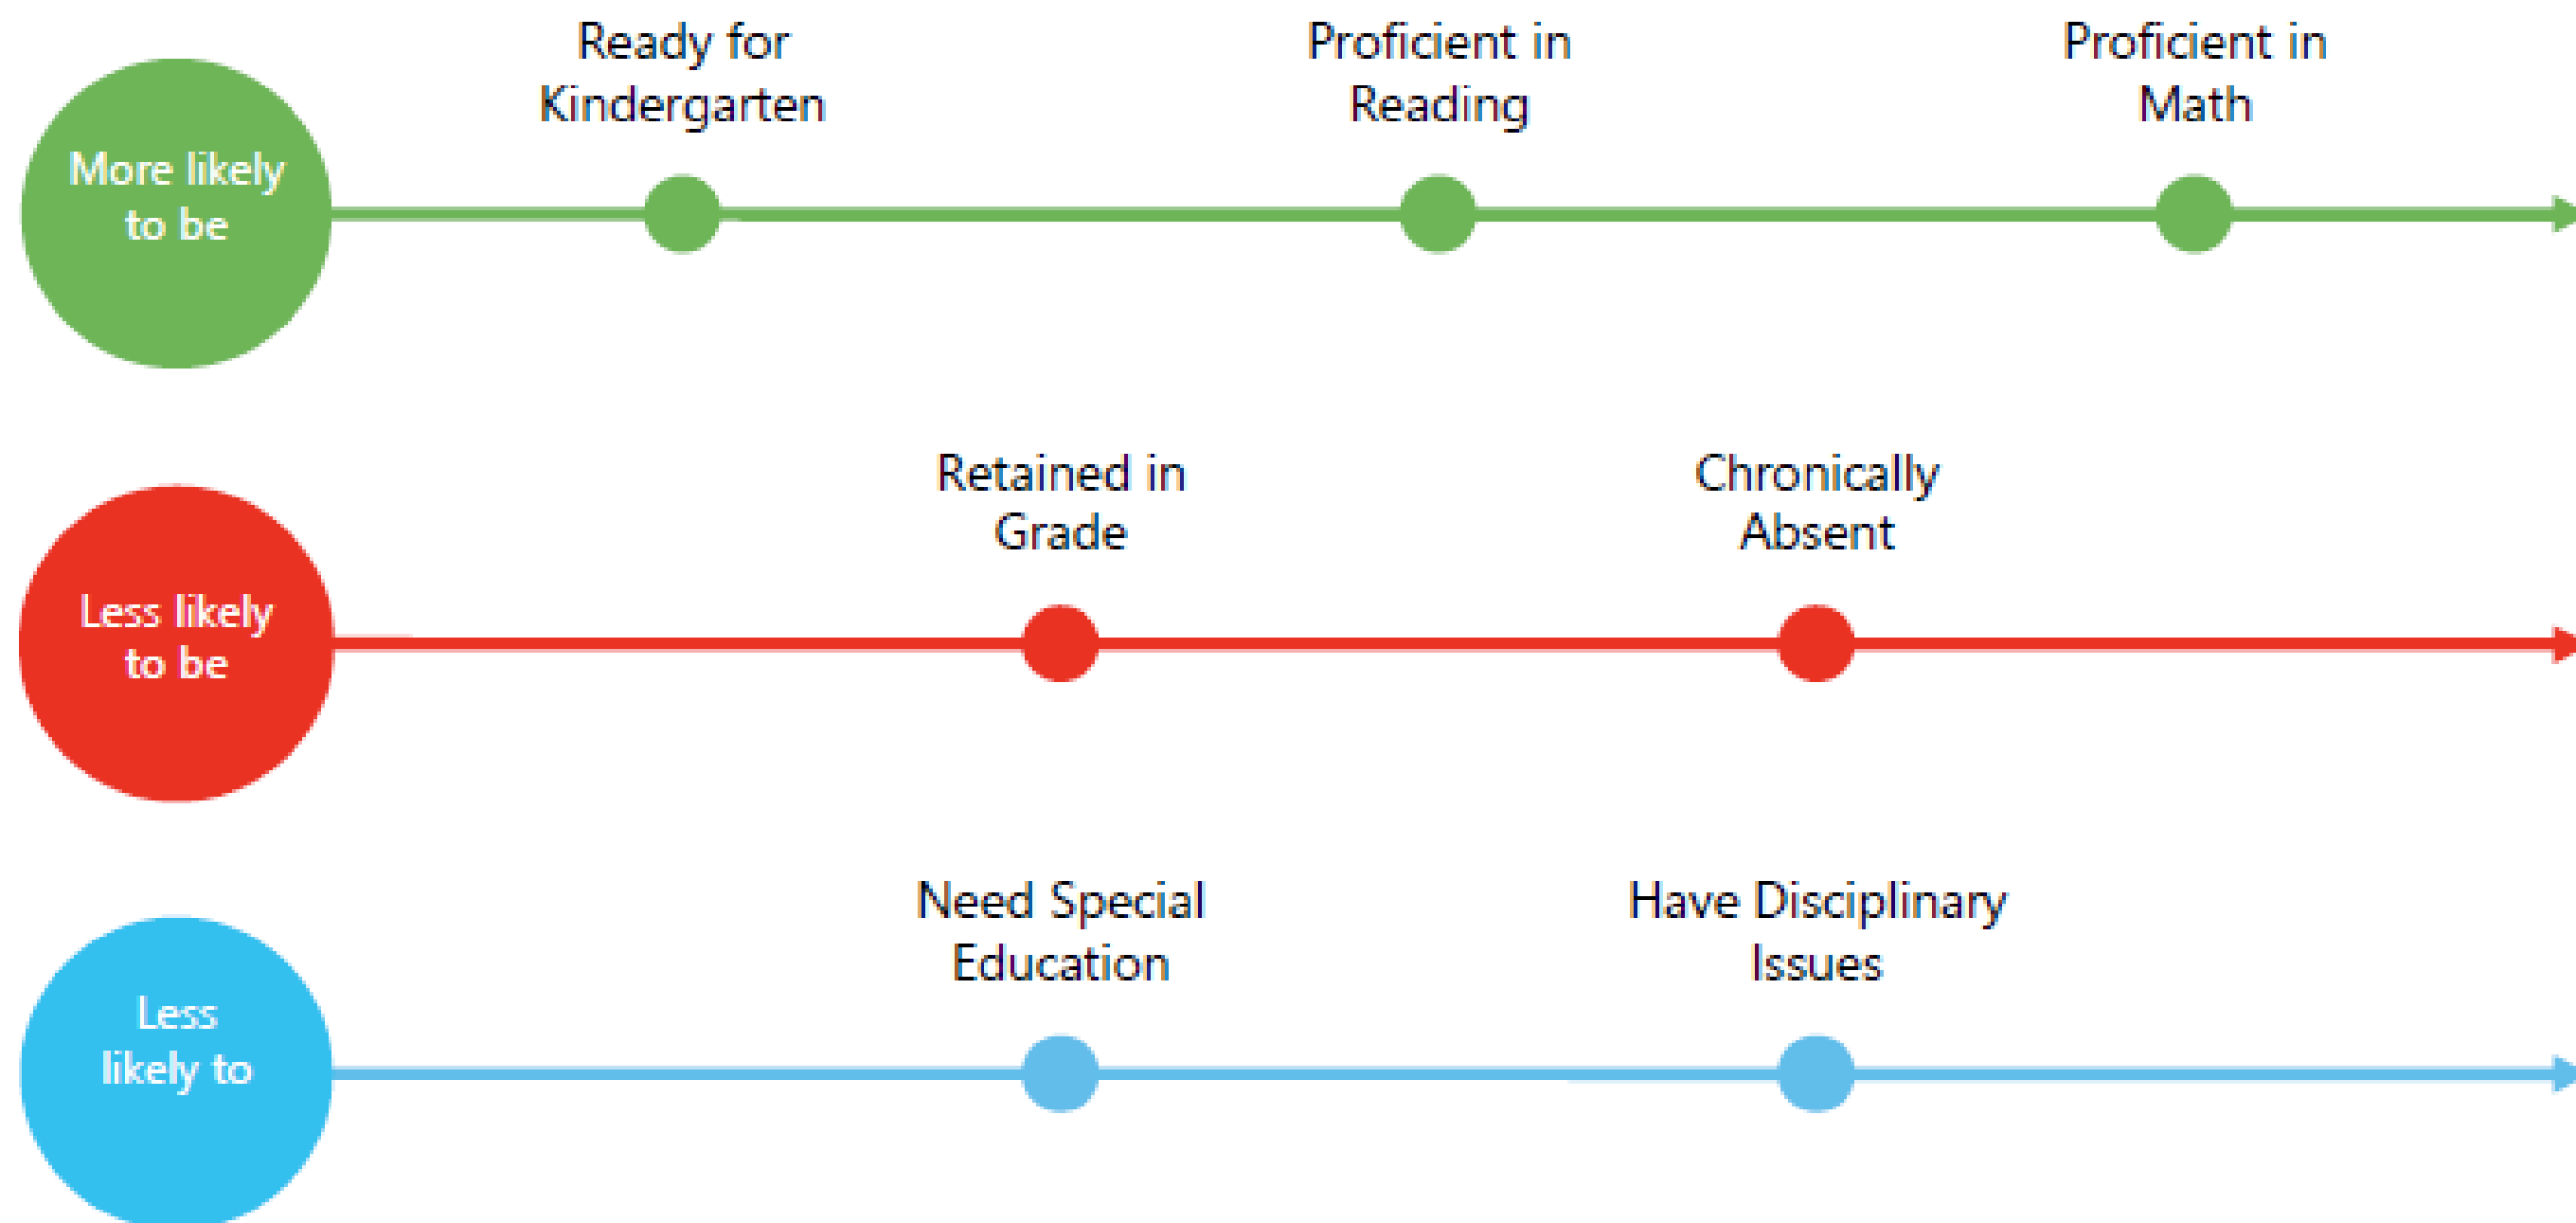 Ready for
Kindergarten
Proficient in
Reading
Proficient in
Math
More likely
to be
Retained in
Grade
Chronically
Absent
Less likely
to be
Need Special
Education
Have Disciplinary
Issues
Less
likely to